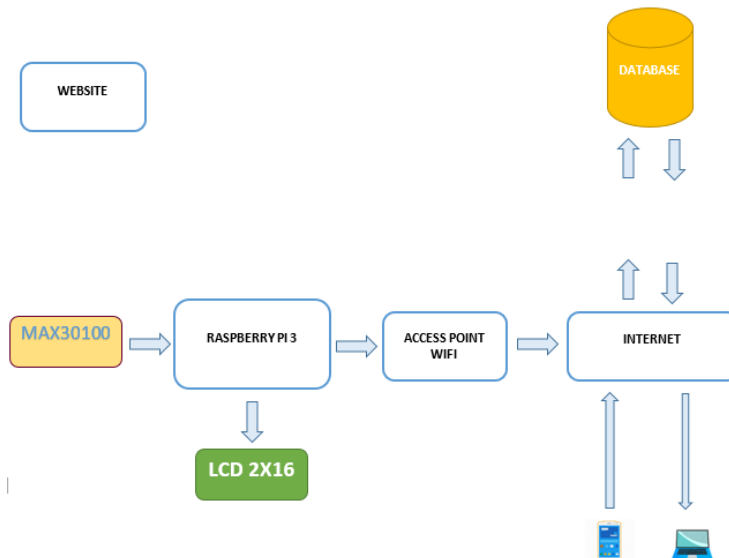 DATABASE
WEBSITE
MAX30100
RASPBERRY PI 3
ACCESS POINT
WIFI
INTERNET
LCD 2X16